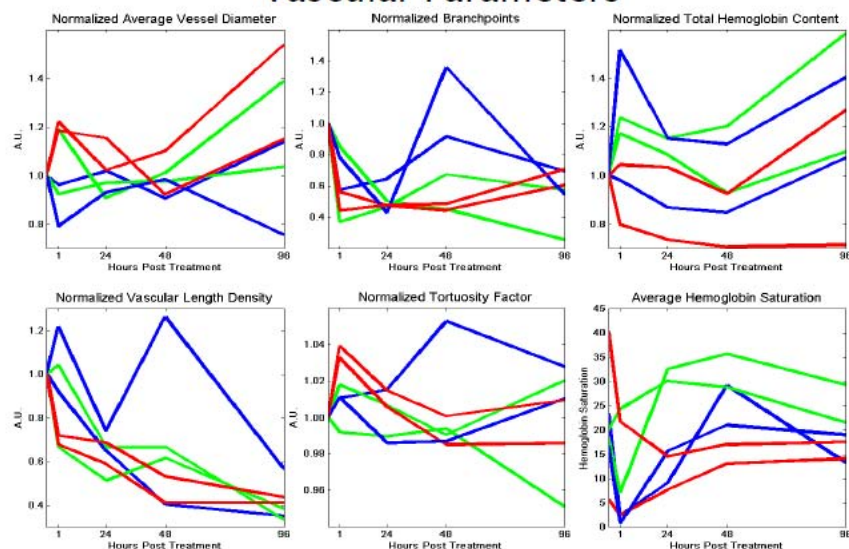 Vascular Parameters
Normalized Average Vessel Diameter
A.U.
1.4
1.2
1.0
0.8
1 24 48 96
Hours Post Treatment
Normalized Branchpoints
A.U.
1.4
1.2
1.0
0.8
0.6
0.4
1 24 48 96
Hours Post Treatment
Normalized Total Hemoglobin Content
A.U.
1.4
1.2
1.0
0.8
1 24 48 96
Hours Post Treatment
Normalized Vascular Length Density
A.U.
1.2
1.0
0.8
0.6
0.4
1 24 48 96
Hours Post Treatment
Normalized Tortuosity Factor
A.U.
1.04
1.02
1.00
0.98
0.96
1 24 48 96
Hours Post Treatment
Average Hemoglobin Saturation
Hemoglobin Saturation
45
40
35
30
25
20
15
10
5
0
1 24 48 96
Hours Post Treatment